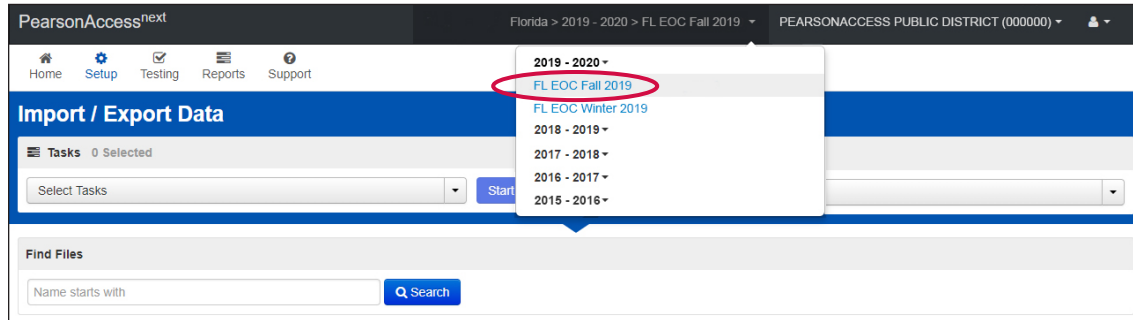 PearsonAccessnext
Florida > 2019 - 2020 > FL EOC Fall 2019
PEARSONACCESS PUBLIC DISTRICT (000000)
Home
Setup
Testing
Reports
Support
2019 - 2020
FL EOC Fall 2019
FL EOC Winter 2019
2018 - 2019
2017 - 2018
2016 - 2017
2015 - 2016
Import / Export Data
Tasks 0 Selected
Select Tasks
Start
Find Files
Name starts with
Search